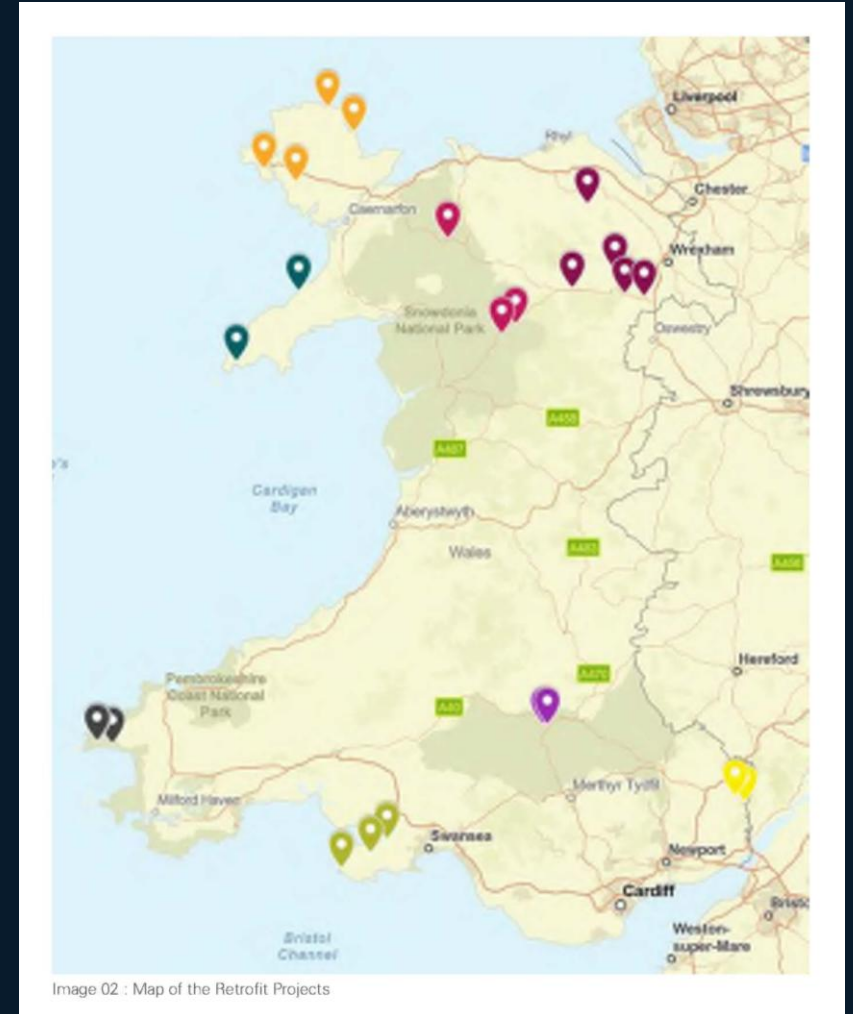 Liverpool
Rhyl
Chester
Caernarfon
Wrexham
Snowdonia
National Park
Oswestry
Shrewsbury
A458
A487
's
Cardigan
Bay
Aberystwyth
Wales
A483
Hereford
Pembrokeshire
Coast National
Park
A470
A40
Milford Haven
Merthyr Tydfil
Swansea
Newport
Cardiff
Bristol
Channel
Weston-
super-Mare
Image 02 : Map of the Retrofit Projects